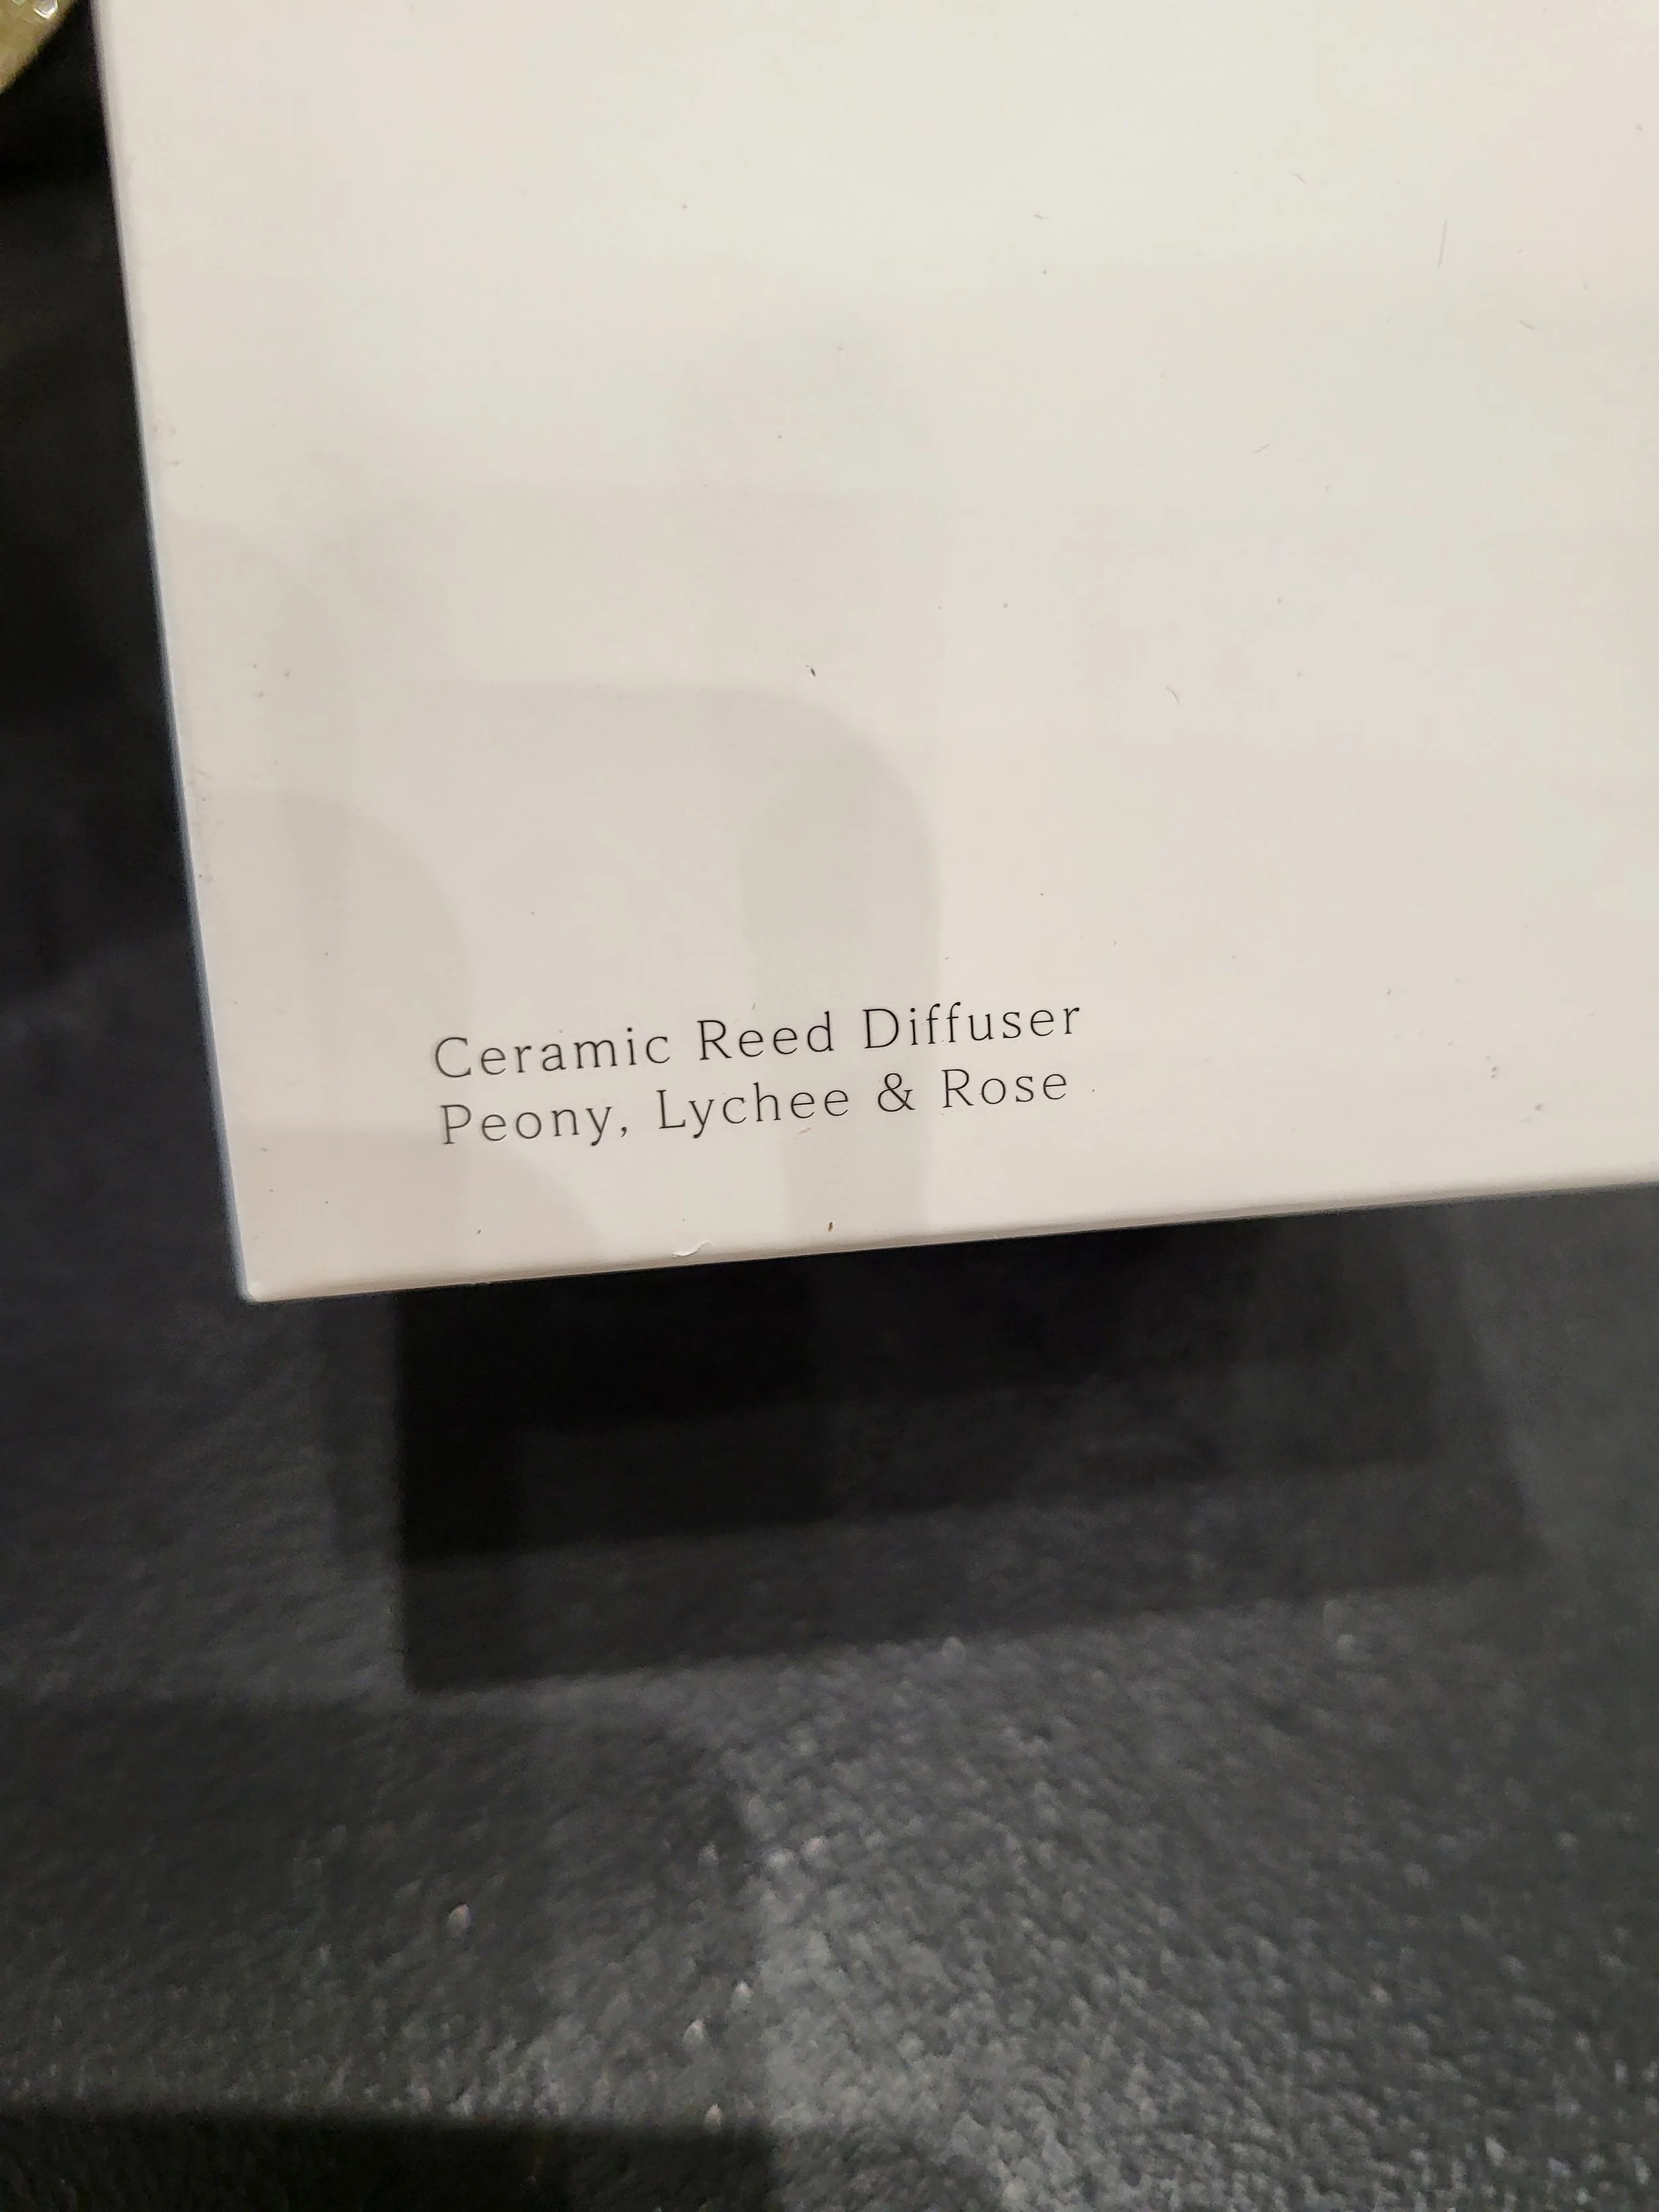 Ceramic Reed Diffuser
Peony, Lychee & Rose